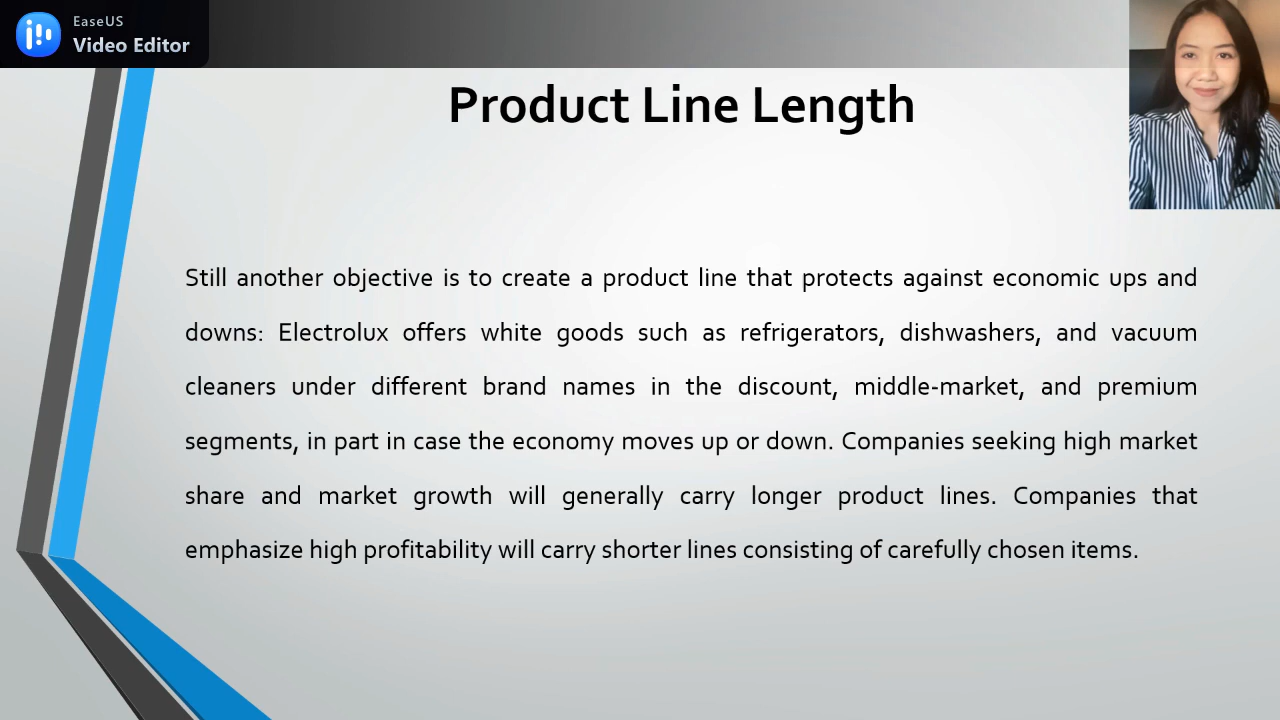 EaseUS
Video Editor
Product Line Length
Still another objective is to create a product line that protects against economic ups and
downs: Electrolux offers white goods such as refrigerators, dishwashers, and vacuum
cleaners under different brand names in the discount, middle-market, and premium
segments, in part in case the economy moves up or down. Companies seeking high market
share and market growth will generally carry longer product lines. Companies that
emphasize high profitability will carry shorter lines consisting of carefully chosen items.